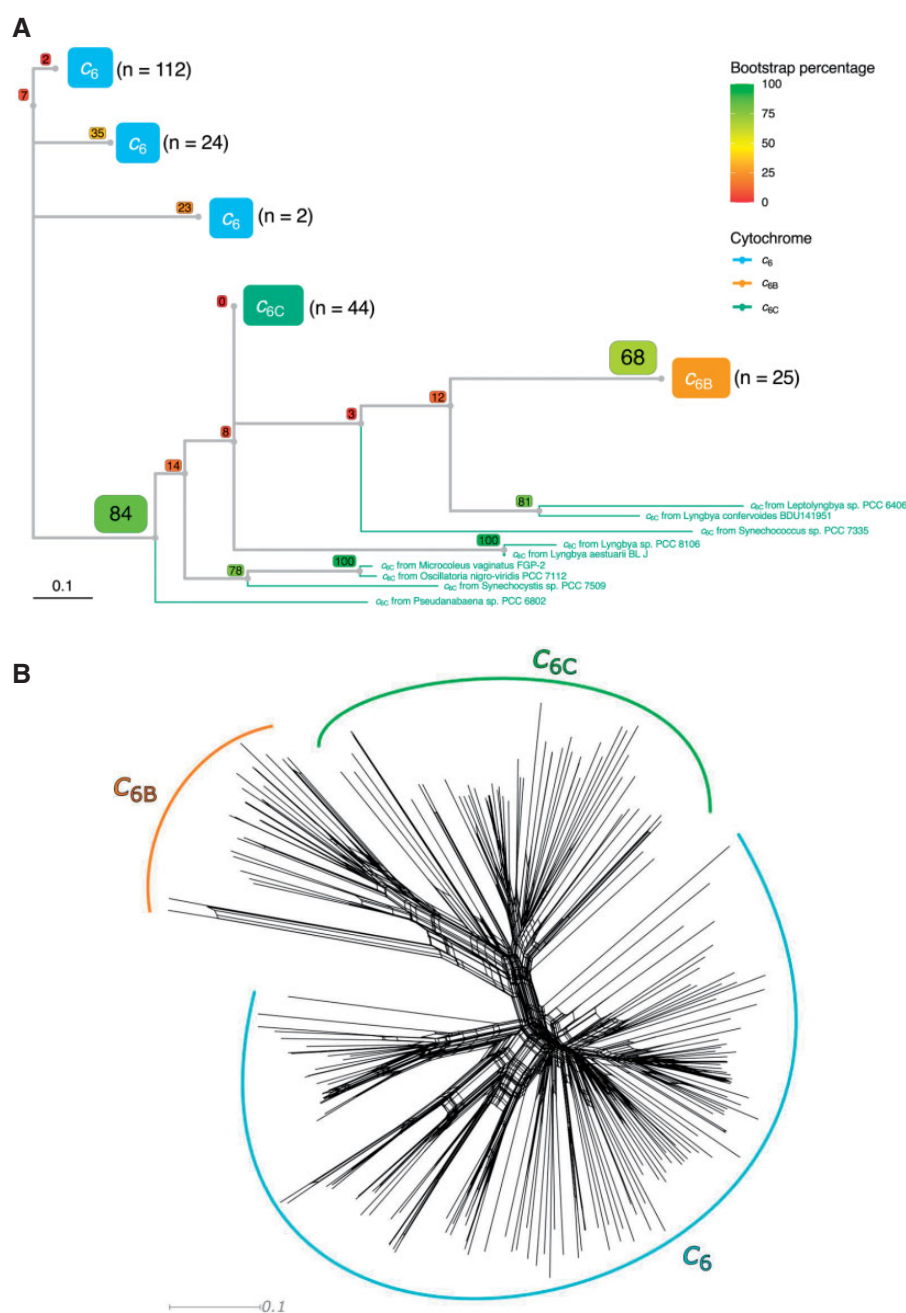 A
2
c6 (n = 112)
7
35
c6 (n = 24)
23
c6 (n = 2)
Bootstrap percentage
100
75
50
25
0
Cytochrome
c6
c6B
c6C
0
c6C (n = 44)
68
c6B (n = 25)
12
3
8
14
84
81
c6C from Leptolyngbya sp. PCC 6406
c6C from Lyngbya confervoides BDU141951
c6C from Synechococcus sp. PCC 7335
100
c6C from Lyngbya sp. PCC 8106
c6C from Lyngbya aestuarii BL J
100
c6C from Microcoleus vaginatus FGP-2
c6C from Oscillatoria nigro-viridis PCC 7112
78
c6C from Synechocystis sp. PCC 7509
c6C from Pseudanabaena sp. PCC 6802
0.1
B
C6C
C6B
C6
0.1